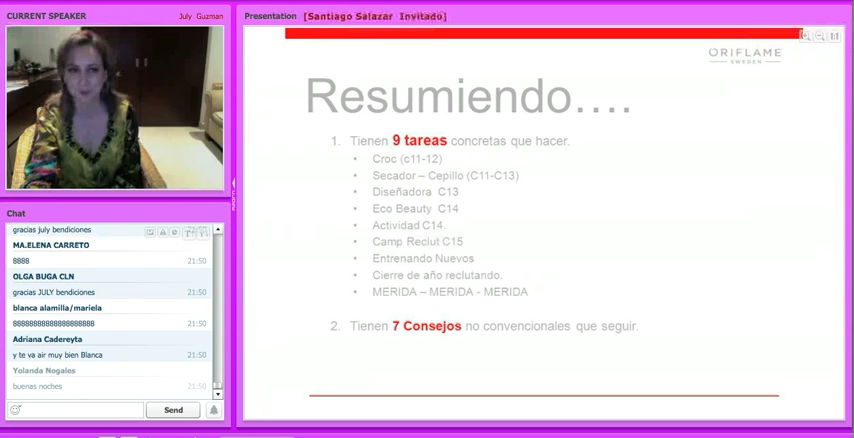 CURRENT SPEAKER
July Guzman
Chat
gracias july bendiciones
MA.ELENA CARRETO
8888
21:50
OLGA BUGA CLN
gracias JULY bendiciones
21:50
blanca alamilla/mariela
88888888888888888888
21:50
Adriana Cadereyta
y te va air muy bien Blanca
21:50
Yolanda Nogales
buenas noches
21:50
Send
Presentation
[Santiago Salazar Invitado]
1:1
ORIFLAME
SWEDEN
Resumiendo....
1. Tienen 9 tareas concretas que hacer.
• Croc (c11-12)
• Secador – Cepillo (C11-C13)
• Diseñadora C13
• Eco Beauty C14
• Actividad C14.
• Camp Reclut C15
• Entrenando Nuevos
• Cierre de año reclutando.
• MERIDA – MERIDA - MERIDA
2. Tienen 7 Consejos no convencionales que seguir.